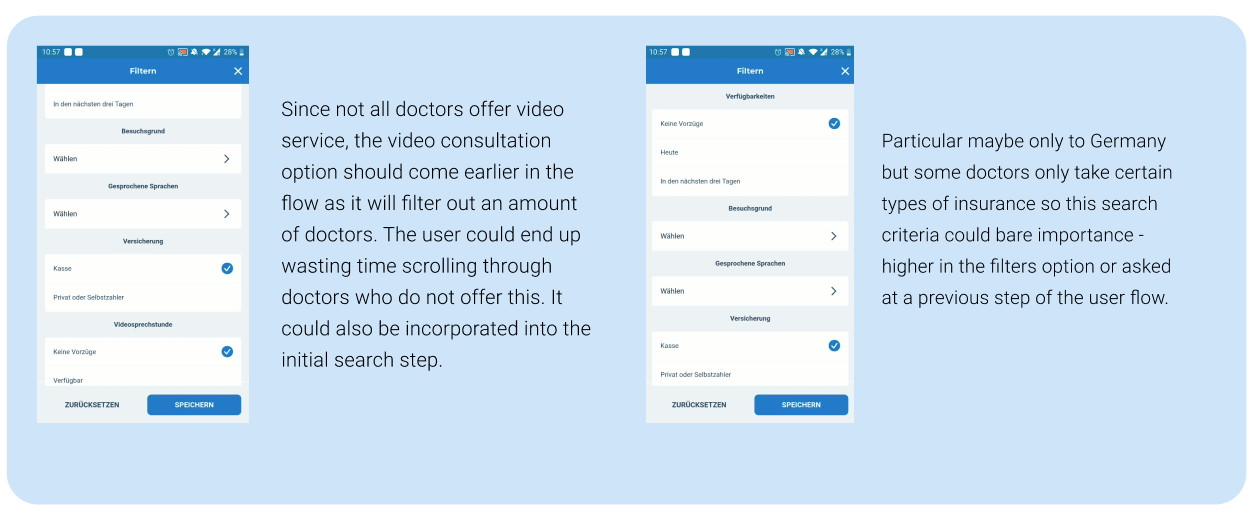 10:57
28%
Filtern
In den nächsten drei Tagen
Besuchsgrund
Wählen
Gesprochene Sprachen
Wählen
Versicherung
Kasse
Privat oder Selbstzahler
Videosprechstunde
Keine Vorzüge
Verfügbar
ZURÜCKSETZEN
SPEICHERN
Since not all doctors offer video
service, the video consultation
option should come earlier in the
flow as it will filter out an amount
of doctors. The user could end up
wasting time scrolling through
doctors who do not offer this. It
could also be incorporated into the
initial search step.
10:57
28%
Filtern
Verfügbarkeiten
Keine Vorzüge
Heute
In den nächsten drei Tagen
Besuchsgrund
Wählen
Gesprochene Sprachen
Wählen
Versicherung
Kasse
Privat oder Selbstzahler
ZURÜCKSETZEN
SPEICHERN
Particular maybe only to Germany
but some doctors only take certain
types of insurance so this search
criteria could bare importance -
higher in the filters option or asked
at a previous step of the user flow.